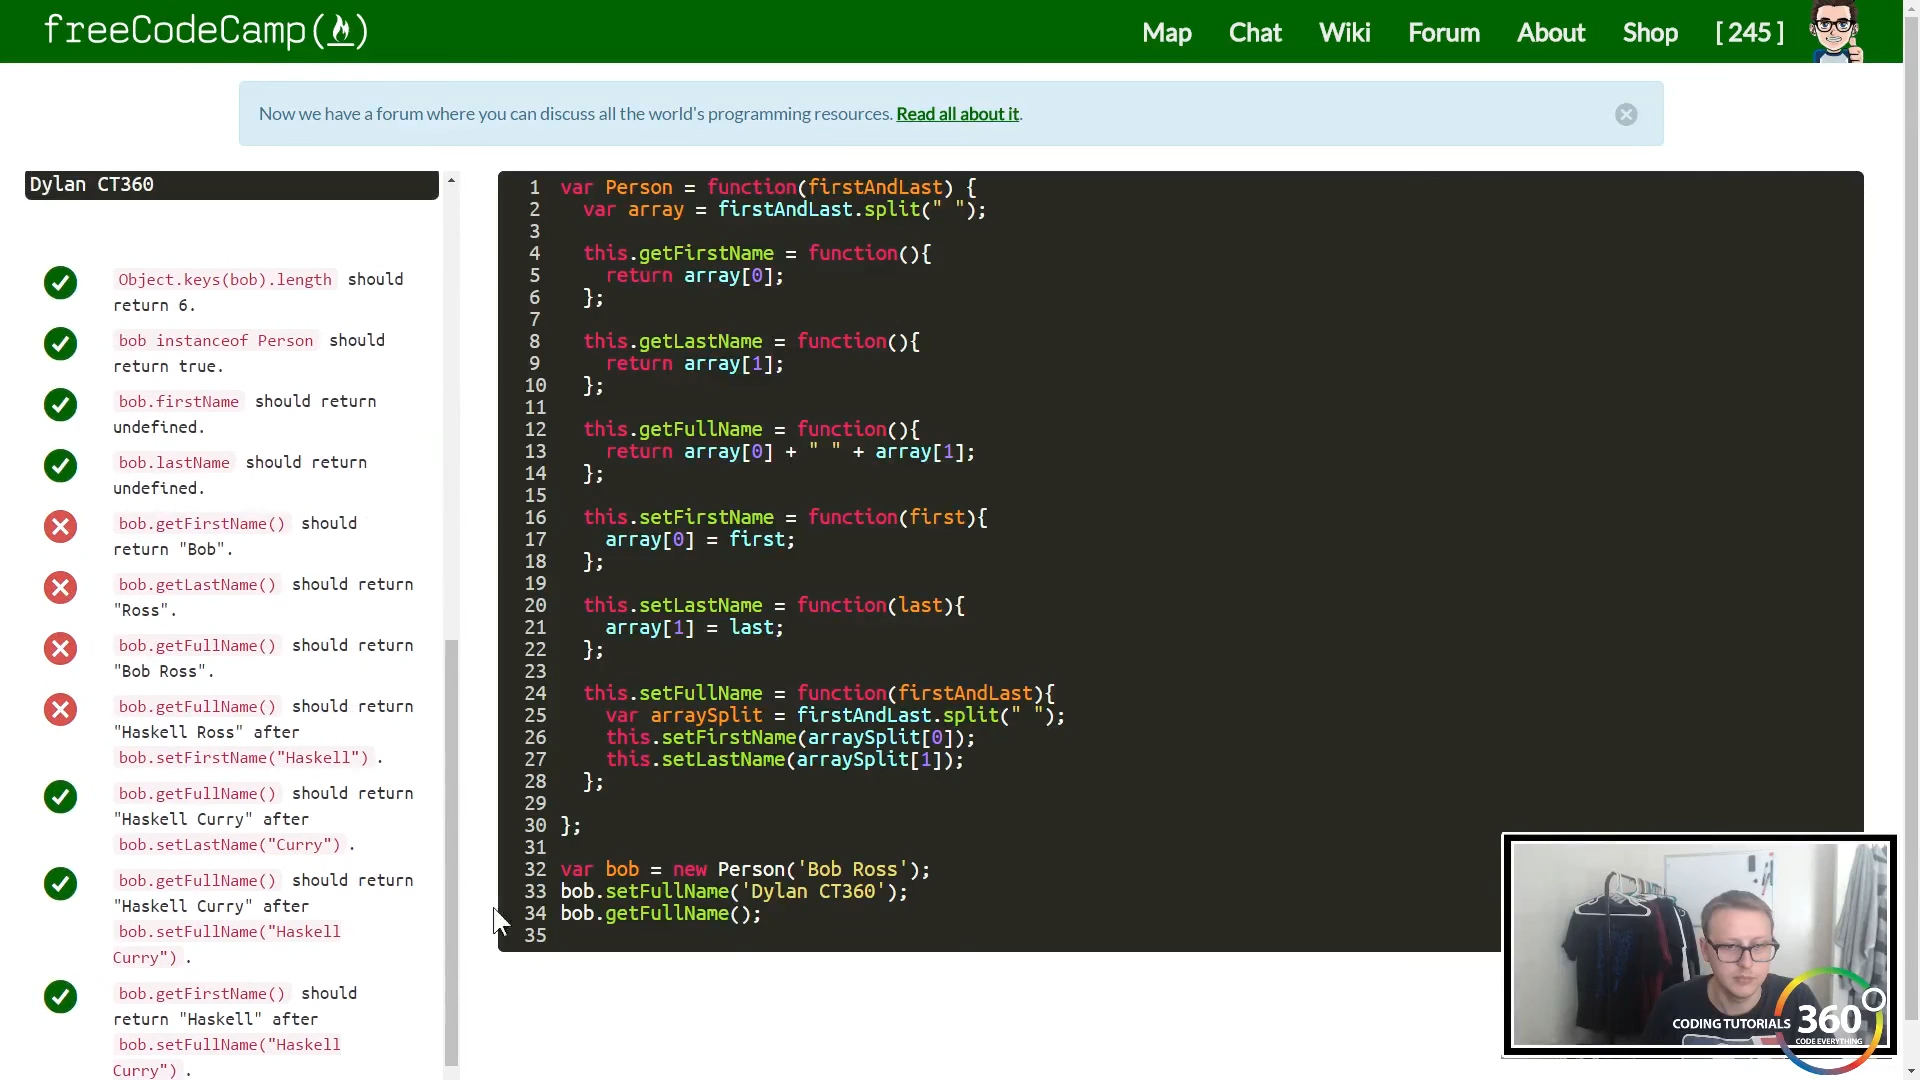 freeCodeCamp(🔥)
Map Chat Wiki Forum About Shop [ 245 ]
Now we have a forum where you can discuss all the world's programming resources. Read all about it.
Dylan CT360
Object.keys(bob).length should
return 6.
bob instanceof Person should
return true.
bob.firstName should return
undefined.
bob.lastName should return
undefined.
bob.getFirstName() should
return "Bob".
bob.getLastName() should return
"Ross".
bob.getFullName() should return
"Bob Ross".
bob.getFullName() should return
"Haskell Ross" after
bob.setFirstName("Haskell") .
bob.getFullName() should return
"Haskell Curry" after
bob.setLastName("Curry") .
bob.getFullName() should return
"Haskell Curry" after
bob.setFullName("Haskell
Curry") .
bob.getFirstName() should
return "Haskell" after
bob.setFullName("Haskell
Curry") .
1 var Person = function(firstAndLast) {
2 var array = firstAndLast.split(" ");
3
4 this.getFirstName = function(){
5 return array[0];
6 };
7
8 this.getLastName = function(){
9 return array[1];
10 };
11
12 this.getFullName = function(){
13 return array[0] + " " + array[1];
14 };
15
16 this.setFirstName = function(first){
17 array[0] = first;
18 };
19
20 this.setLastName = function(last){
21 array[1] = last;
22 };
23
24 this.setFullName = function(firstAndLast){
25 var arraySplit = firstAndLast.split(" ");
26 this.setFirstName(arraySplit[0]);
27 this.setLastName(arraySplit[1]);
28 };
29
30 };
31
32 var bob = new Person('Bob Ross');
33 bob.setFullName('Dylan CT360');
34 bob.getFullName();
35
CODING TUTORIALS 360
CODE EVERYTHING